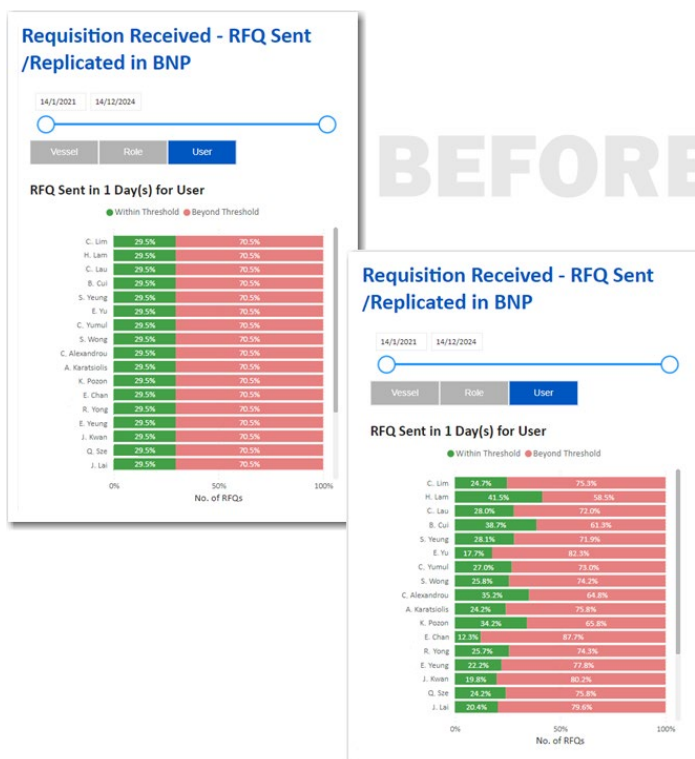 Requisition Received - RFQ Sent
/Replicated in BNP
14/1/2021 14/12/2024
Vessel Role User
RFQ Sent in 1 Day(s) for User
Within Threshold Beyond Threshold
C. Lim 29.5% 70.5%
H. Lam 29.5% 70.5%
C. Lau 29.5% 70.5%
B. Cui 29.5% 70.5%
S. Yeung 29.5% 70.5%
E. Yu 29.5% 70.5%
C. Yumul 29.5% 70.5%
S. Wong 29.5% 70.5%
C. Alexandrou 29.5% 70.5%
A. Karatsiolis 29.5% 70.5%
K. Pozon 29.5% 70.5%
E. Chan 29.5% 70.5%
R. Yong 29.5% 70.5%
E. Yeung 29.5% 70.5%
J. Kwan 29.5% 70.5%
Q. Sze 29.5% 70.5%
J. Lai 29.5% 70.5%
0% 100%
No. of RFQs
BEFORE
Requisition Received - RFQ Sent
/Replicated in BNP
14/1/2021 14/12/2024
Vessel Role User
RFQ Sent in 1 Day(s) for User
Within Threshold Beyond Threshold
C. Lim 24.7% 75.3%
H. Lam 41.5% 58.5%
C. Lau 28.0% 72.0%
B. Cui 38.7% 61.3%
S. Yeung 28.1% 71.9%
E. Yu 17.7% 82.3%
C. Yumul 27.0% 73.0%
S. Wong 25.8% 74.2%
C. Alexandrou 35.2% 64.8%
A. Karatsiolis 24.2% 75.8%
K. Pozon 34.2% 65.8%
E. Chan 12.3% 87.7%
R. Yong 25.7% 74.3%
E. Yeung 22.2% 77.8%
J. Kwan 19.8% 80.2%
Q. Sze 24.2% 75.8%
J. Lai 20.4% 79.6%
0% 50% 100%
No. of RFQs